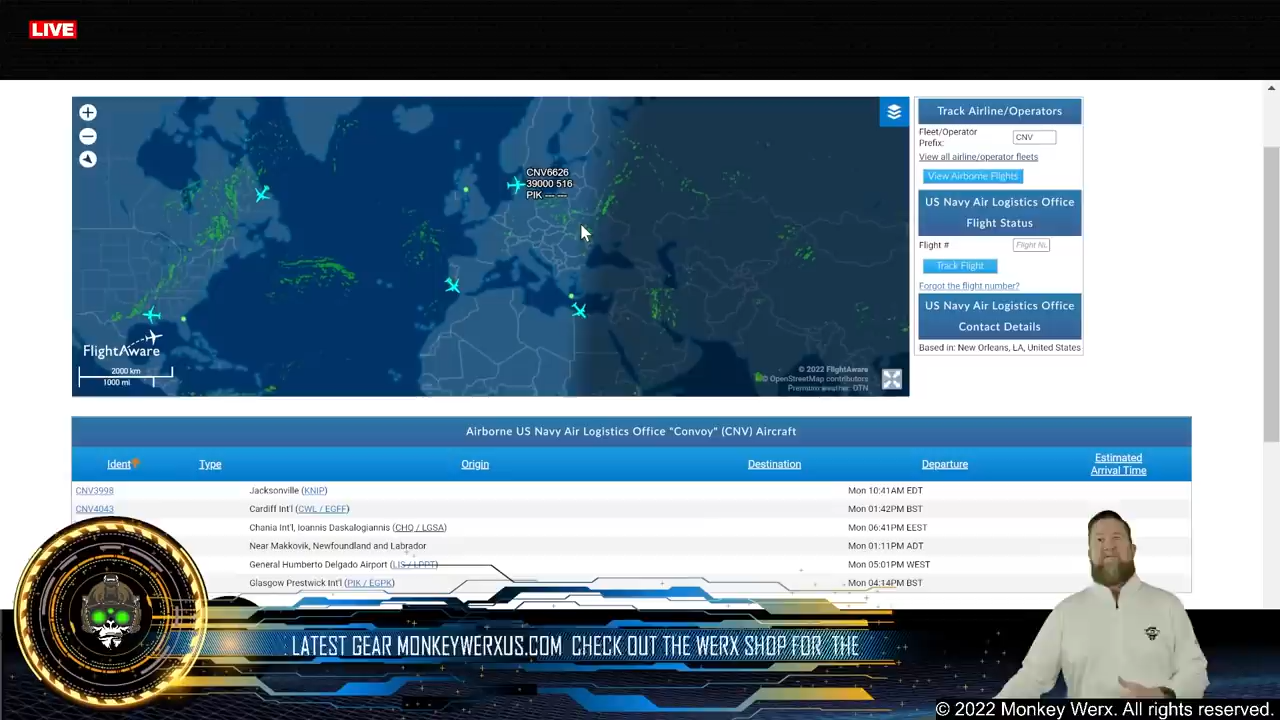 LIVE
CNV6626
39000 516
PIK --- ---
FlightAware
2000 km
1000 mi
© 2022 FlightAware
© OpenStreetMap contributors
Premium weather: DTN
Track Airline/Operators
Fleet/Operator
Prefix:
CNV
View all airline/operator fleets
View Airborne Flights
US Navy Air Logistics Office
Flight Status
Flight #
Flight Nu
Track Flight
Forgot the flight number?
US Navy Air Logistics Office
Contact Details
Based in: New Orleans, LA, United States
Airborne US Navy Air Logistics Office "Convoy" (CNV) Aircraft
Ident Type Origin Destination Departure Estimated
Arrival Time
CNV3998 Jacksonville (KNIP) Mon 10:41AM EDT
CNV4043 Cardiff Int'l (CWL / EGFF) Mon 01:42PM BST
Chania Int'l, Ioannis Daskalogiannis (CHQ / LGSA) Mon 06:41PM EEST
Near Makkovik, Newfoundland and Labrador Mon 01:11PM ADT
General Humberto Delgado Airport (LIS / LPPT) Mon 05:01PM WEST
Glasgow Prestwick Int'l (PIK / EGPK) Mon 04:14PM BST
LATEST GEAR MONKEYWERXUS.COM CHECK OUT THE WERX SHOP FOR THE
© 2022 Monkey Werx. All rights reserved.